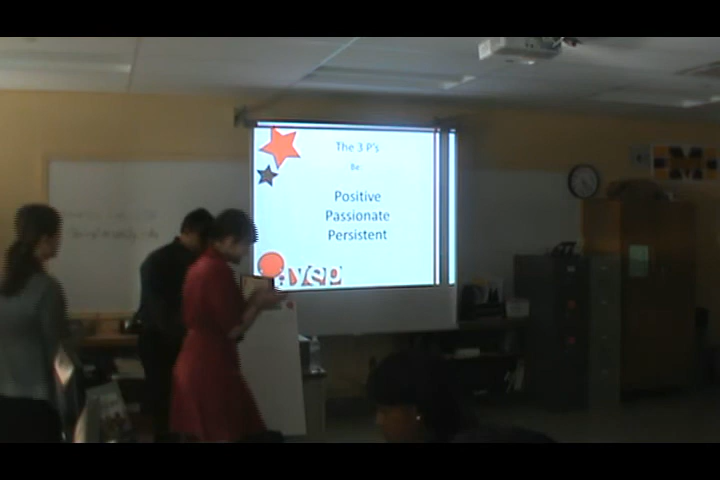 The 3 P's
Be:
Positive
Passionate
Persistent
.yep